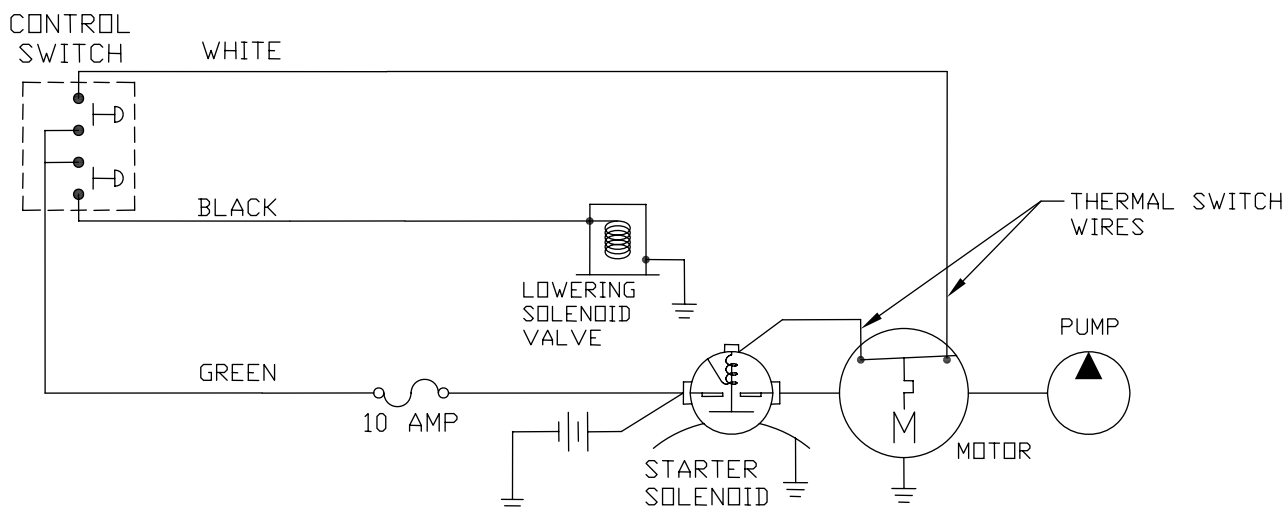 CONTROL
SWITCH
WHITE
BLACK
THERMAL SWITCH
WIRES
LOWERING
SOLENOID
VALVE
PUMP
GREEN
10 AMP
M
MOTOR
STARTER
SOLENOID